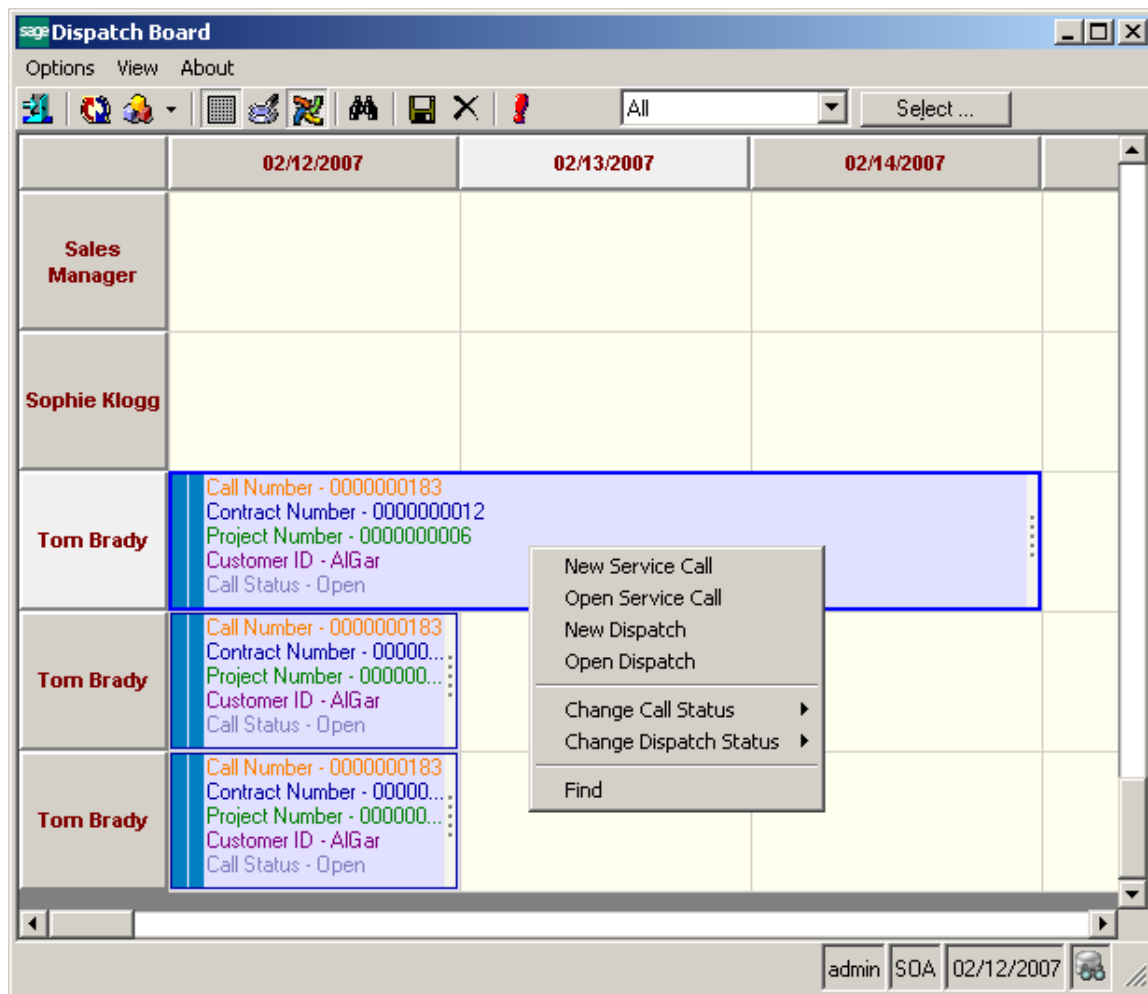 sage Dispatch Board
Options View About
All Select ...
02/12/2007 02/13/2007 02/14/2007
Sales
Manager
Sophie Klogg
Tom Brady
Call Number - 0000000183
Contract Number - 0000000012
Project Number - 0000000006
Customer ID - AlGar
Call Status - Open
New Service Call
Open Service Call
New Dispatch
Open Dispatch
Change Call Status
Change Dispatch Status
Find
Tom Brady
Call Number - 0000000183
Contract Number - 00000...
Project Number - 000000...
Customer ID - AlGar
Call Status - Open
Tom Brady
Call Number - 0000000183
Contract Number - 00000...
Project Number - 000000...
Customer ID - AlGar
Call Status - Open
admin SOA 02/12/2007